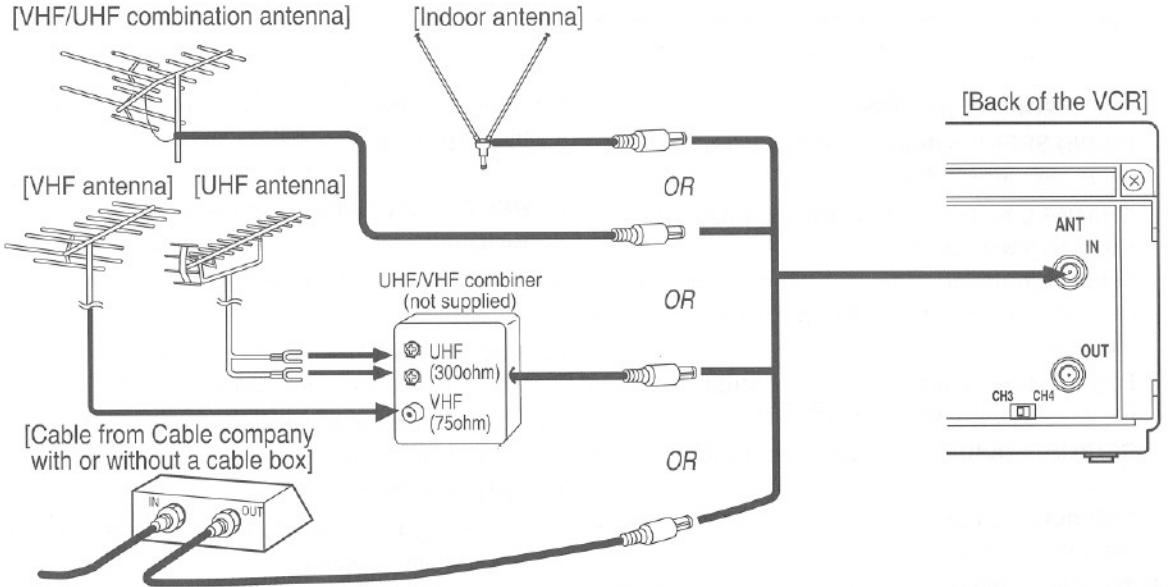 [VHF/UHF combination antenna]
[Indoor antenna]
[Back of the VCR]
OR
[VHF antenna]
[UHF antenna]
ANT
IN
UHF/VHF combiner
(not supplied)
OR
UHF
(300ohm)
VHF
(75ohm)
OUT
CH3 CH4
[Cable from Cable company
with or without a cable box]
OR
IN
OUT